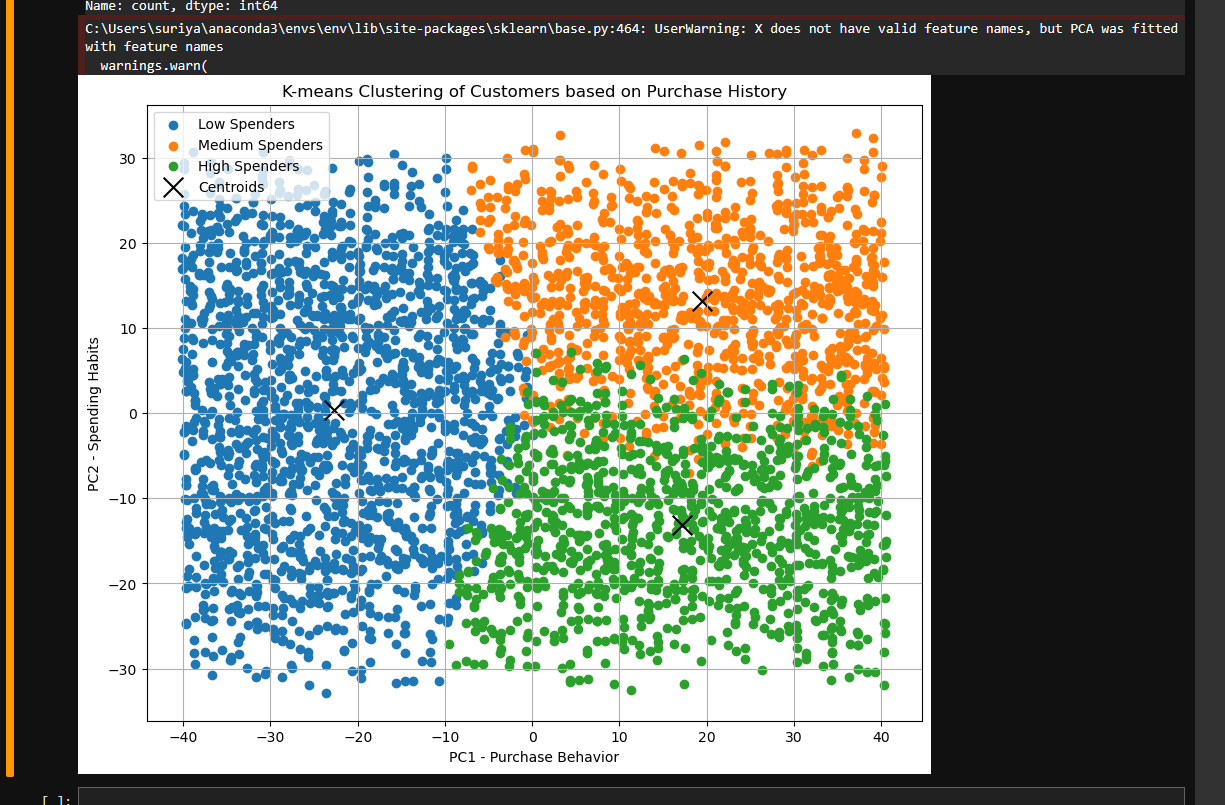 Name: count, dtype: int64
C:\Users\suriya\anaconda3\envs\env\lib\site-packages\sklearn\base.py:464: UserWarning: X does not have valid feature names, but PCA was fitted
with feature names
  warnings.warn(
K-means Clustering of Customers based on Purchase History
Low Spenders
Medium Spenders
High Spenders
Centroids
PC2 - Spending Habits
30
20
10
0
−10
−20
−30
−40 −30 −20 −10 0 10 20 30 40
PC1 - Purchase Behavior
[ ]: